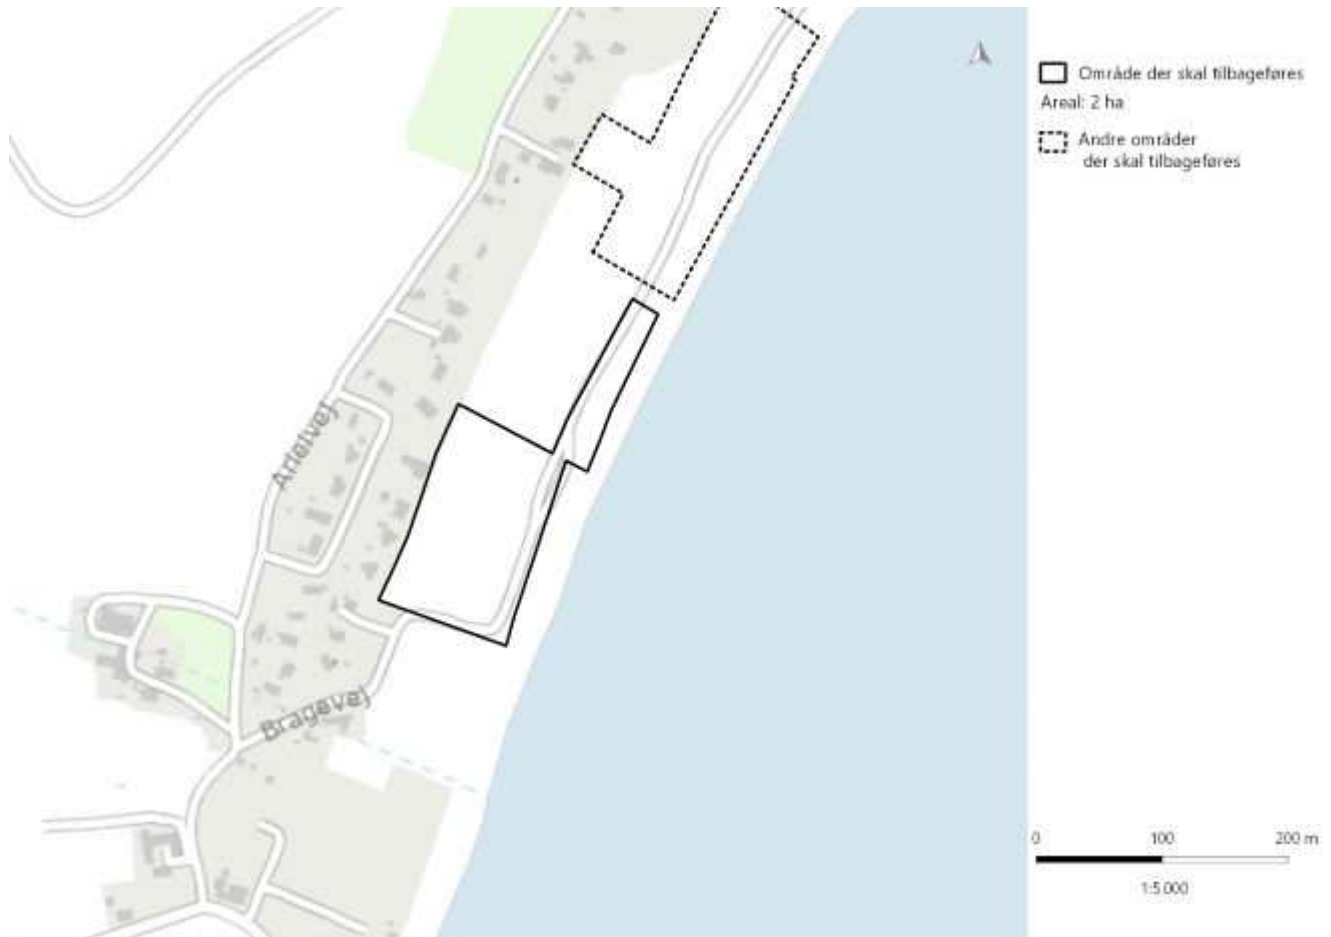 Område der skal tilbageføres
Areal: 2 ha
Andre områder
der skal tilbageføres
Arielvej
Bragevej
0 100 200 m
1:5 000